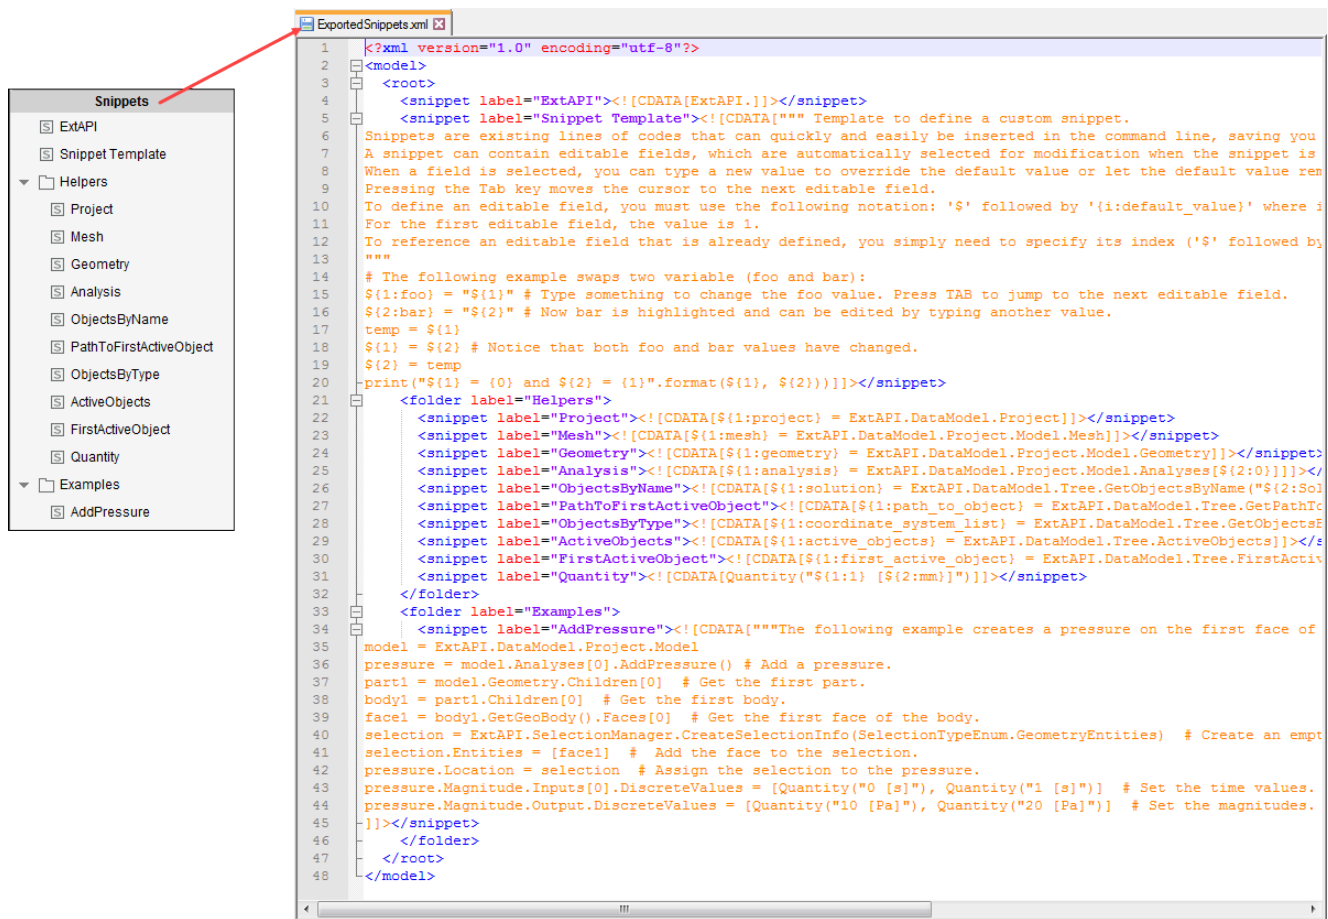 Snippets
ExtAPI
Snippet Template
Helpers
Project
Mesh
Geometry
Analysis
ObjectsByName
PathToFirstActiveObject
ObjectsByType
ActiveObjects
FirstActiveObject
Quantity
Examples
AddPressure
ExportedSnippets.xml
1 <?xml version="1.0" encoding="utf-8"?>
2 <model>
3 <root>
4 <snippet label="ExtAPI"><![CDATA[ExtAPI.]]></snippet>
5 <snippet label="Snippet Template"><![CDATA[""" Template to define a custom snippet.
6 Snippets are existing lines of codes that can quickly and easily be inserted in the command line, saving you
7 A snippet can contain editable fields, which are automatically selected for modification when the snippet is
8 When a field is selected, you can type a new value to override the default value or let the default value rem
9 Pressing the Tab key moves the cursor to the next editable field.
10 To define an editable field, you must use the following notation: '$' followed by '{i:default_value}' where i
11 For the first editable field, the value is 1.
12 To reference an editable field that is already defined, you simply need to specify its index ('$' followed by
13 """
14 # The following example swaps two variable (foo and bar):
15 ${1:foo} = "${1}" # Type something to change the foo value. Press TAB to jump to the next editable field.
16 ${2:bar} = "${2}" # Now bar is highlighted and can be edited by typing another value.
17 temp = ${1}
18 ${1} = ${2} # Notice that both foo and bar values have changed.
19 ${2} = temp
20 print("${1} = {0} and ${2} = {1}".format(${1}, ${2}))]]></snippet>
21 <folder label="Helpers">
22 <snippet label="Project"><![CDATA[${1:project} = ExtAPI.DataModel.Project]]></snippet>
23 <snippet label="Mesh"><![CDATA[${1:mesh} = ExtAPI.DataModel.Project.Model.Mesh]]></snippet>
24 <snippet label="Geometry"><![CDATA[${1:geometry} = ExtAPI.DataModel.Project.Model.Geometry]]></snippet>
25 <snippet label="Analysis"><![CDATA[${1:analysis} = ExtAPI.DataModel.Project.Model.Analyses[${2:0}]]]></
26 <snippet label="ObjectsByName"><![CDATA[${1:solution} = ExtAPI.DataModel.Tree.GetObjectsByName("${2:Sol
27 <snippet label="PathToFirstActiveObject"><![CDATA[${1:path_to_object} = ExtAPI.DataModel.Tree.GetPathTo
28 <snippet label="ObjectsByType"><![CDATA[${1:coordinate_system_list} = ExtAPI.DataModel.Tree.GetObjectsB
29 <snippet label="ActiveObjects"><![CDATA[${1:active_objects} = ExtAPI.DataModel.Tree.ActiveObjects]]></s
30 <snippet label="FirstActiveObject"><![CDATA[${1:first_active_object} = ExtAPI.DataModel.Tree.FirstActiv
31 <snippet label="Quantity"><![CDATA[Quantity("${1:1} [${2:mm}]")]]></snippet>
32 </folder>
33 <folder label="Examples">
34 <snippet label="AddPressure"><![CDATA["""The following example creates a pressure on the first face of
35 model = ExtAPI.DataModel.Project.Model
36 pressure = model.Analyses[0].AddPressure() # Add a pressure.
37 part1 = model.Geometry.Children[0] # Get the first part.
38 body1 = part1.Children[0] # Get the first body.
39 face1 = body1.GetGeoBody().Faces[0] # Get the first face of the body.
40 selection = ExtAPI.SelectionManager.CreateSelectionInfo(SelectionTypeEnum.GeometryEntities) # Create an empt
41 selection.Entities = [face1] # Add the face to the selection.
42 pressure.Location = selection # Assign the selection to the pressure.
43 pressure.Magnitude.Inputs[0].DiscreteValues = [Quantity("0 [s]"), Quantity("1 [s]")] # Set the time values.
44 pressure.Magnitude.Output.DiscreteValues = [Quantity("10 [Pa]"), Quantity("20 [Pa]")] # Set the magnitudes.
45 ]]></snippet>
46 </folder>
47 </root>
48 </model>